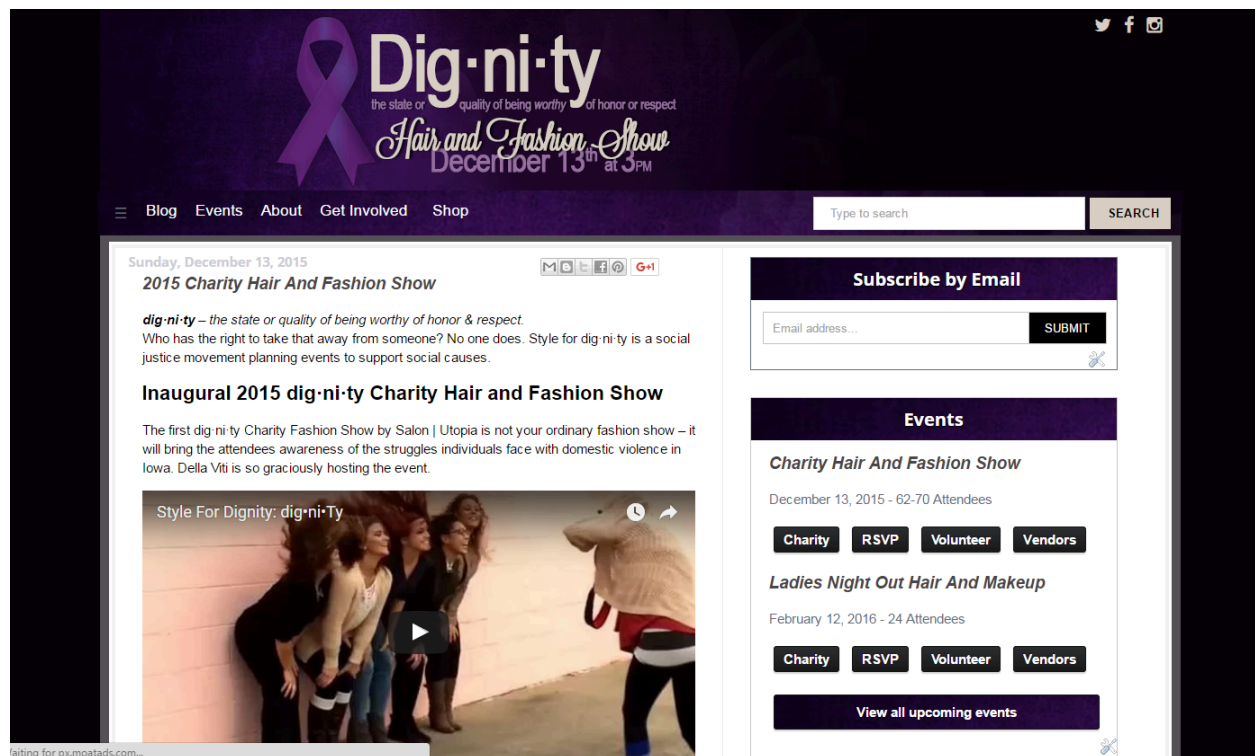 Dig·ni·ty
the state or quality of being worthy of honor or respect
Hair and Fashion Show
December 13th at 3PM
Blog Events About Get Involved Shop
Type to search
SEARCH
Sunday, December 13, 2015
G+1
2015 Charity Hair And Fashion Show
dig·ni·ty – the state or quality of being worthy of honor & respect.
Who has the right to take that away from someone? No one does. Style for dig·ni·ty is a social
justice movement planning events to support social causes.
Inaugural 2015 dig·ni·ty Charity Hair and Fashion Show
The first dig·ni·ty Charity Fashion Show by Salon | Utopia is not your ordinary fashion show – it
will bring the attendees awareness of the struggles individuals face with domestic violence in
Iowa. Della Viti is so graciously hosting the event.
Style For Dignity: dig•ni•Ty
Subscribe by Email
Email address...
SUBMIT
Events
Charity Hair And Fashion Show
December 13, 2015 - 62-70 Attendees
Charity RSVP Volunteer Vendors
Ladies Night Out Hair And Makeup
February 12, 2016 - 24 Attendees
Charity RSVP Volunteer Vendors
View all upcoming events
for px.moatads.com...